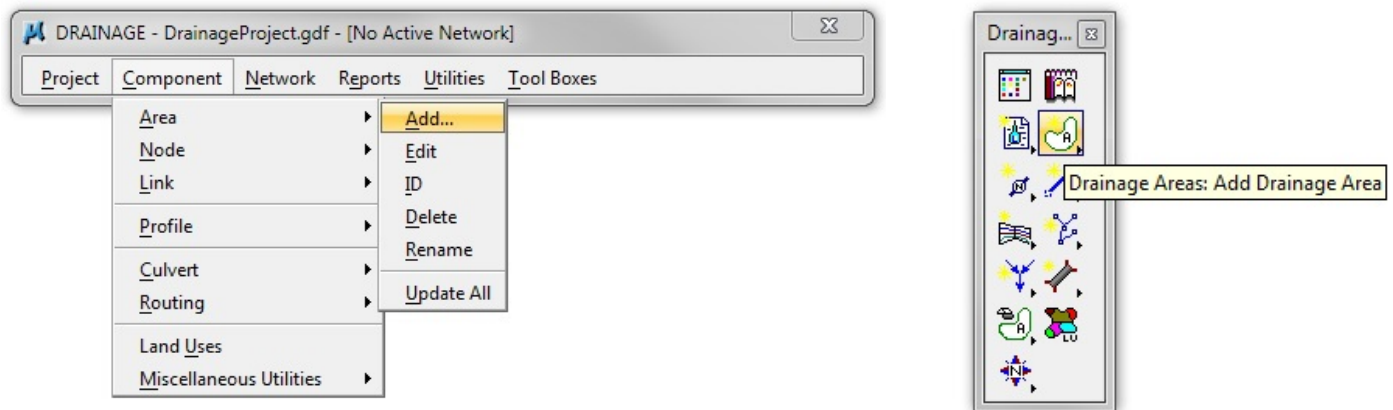 DRAINAGE - DrainageProject.gdf - [No Active Network]
Project Component Network Reports Utilities Tool Boxes
Area
Node
Link
Profile
Culvert
Routing
Land Uses
Miscellaneous Utilities
Add...
Edit
ID
Delete
Rename
Update All
Drainag...
A
Drainage Areas: Add Drainage Area
N
A
LU
N